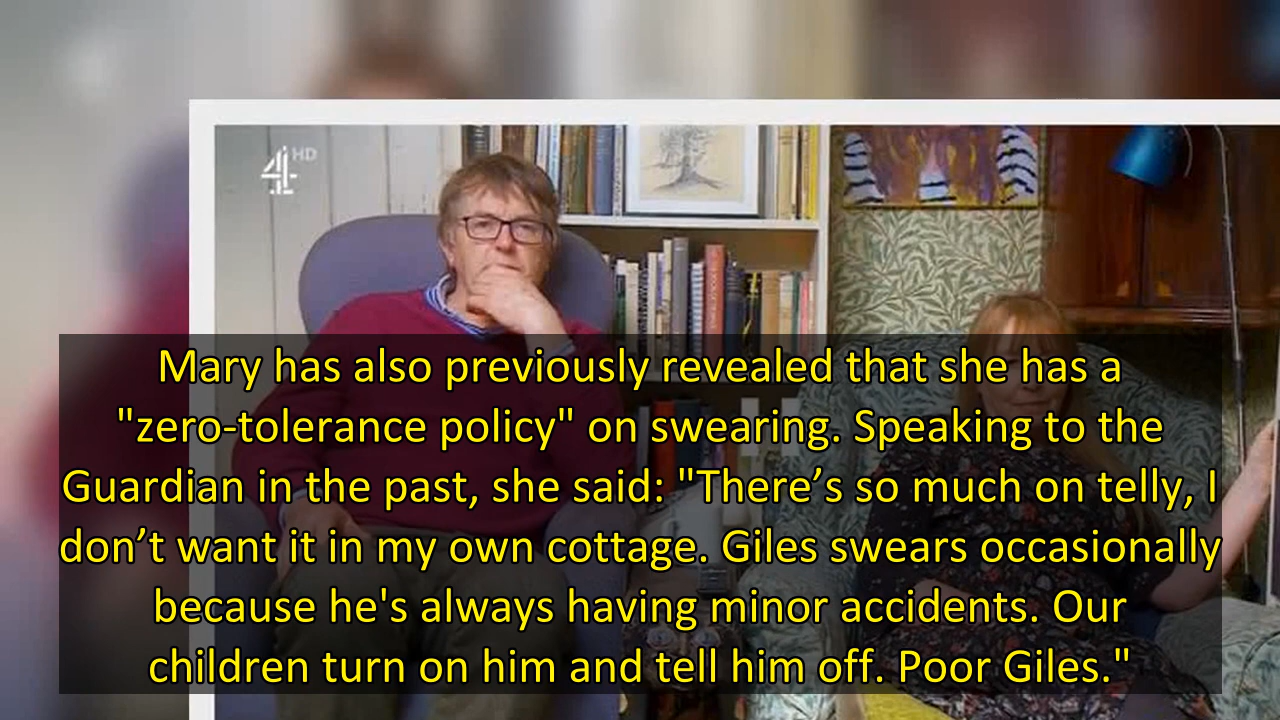 4 HD
Mary has also previously revealed that she has a
"zero-tolerance policy" on swearing. Speaking to the
Guardian in the past, she said: "There’s so much on telly, I
don’t want it in my own cottage. Giles swears occasionally
because he's always having minor accidents. Our
children turn on him and tell him off. Poor Giles."